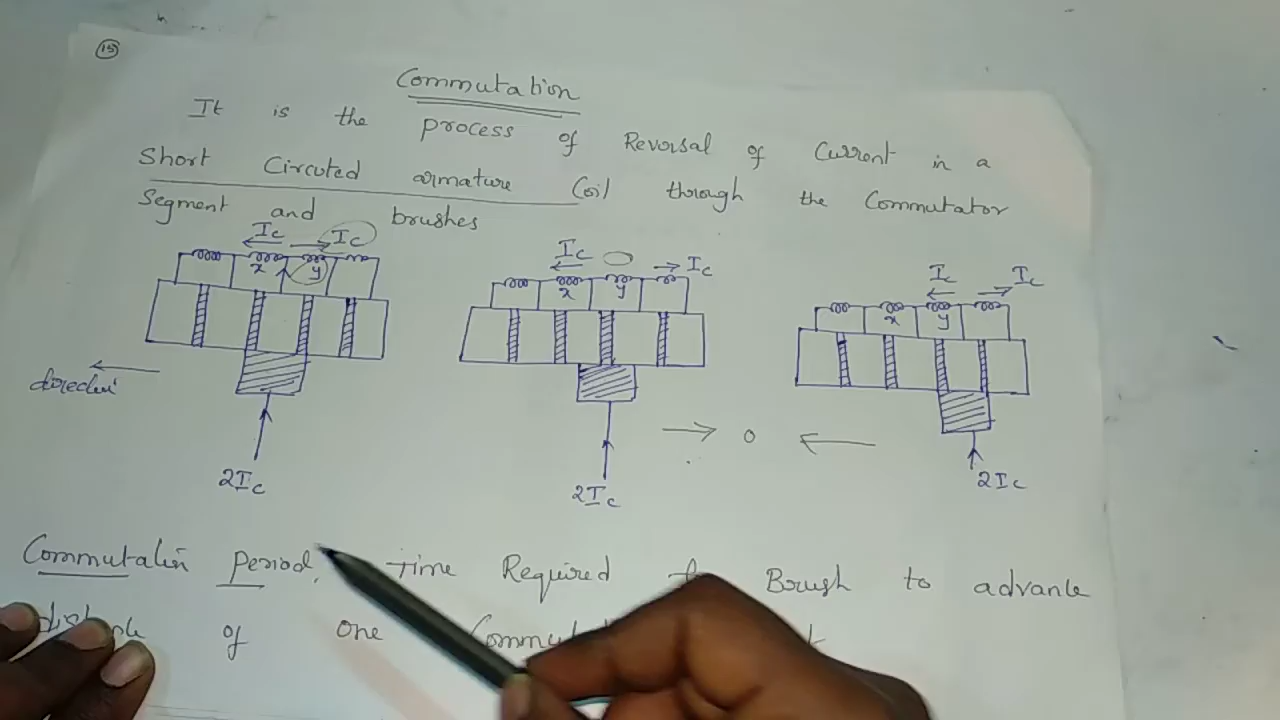 15
Commutation
It is the process of Reversal of Current in a
Short Circuted armature Coil through the Commutator
Segment and brushes
Ic Ic
x y
Ic Ic
x y
Ic Ic
x y
direction
2Ic
2Ic
→ 0 ←
2Ic
Commutation Period, time Required Brush to advance
of one